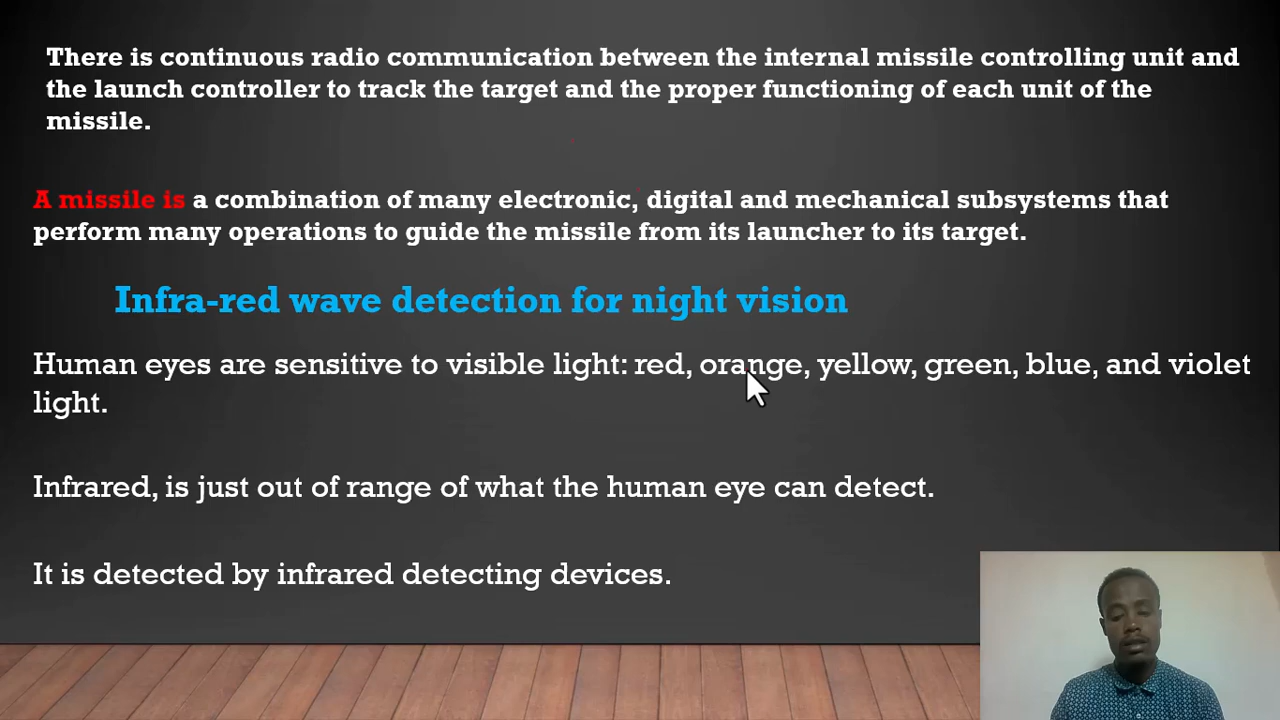 There is continuous radio communication between the internal missile controlling unit and
the launch controller to track the target and the proper functioning of each unit of the
missile.
A missile is a combination of many electronic, digital and mechanical subsystems that
perform many operations to guide the missile from its launcher to its target.
Infra-red wave detection for night vision
Human eyes are sensitive to visible light: red, orange, yellow, green, blue, and violet
light.
Infrared, is just out of range of what the human eye can detect.
It is detected by infrared detecting devices.